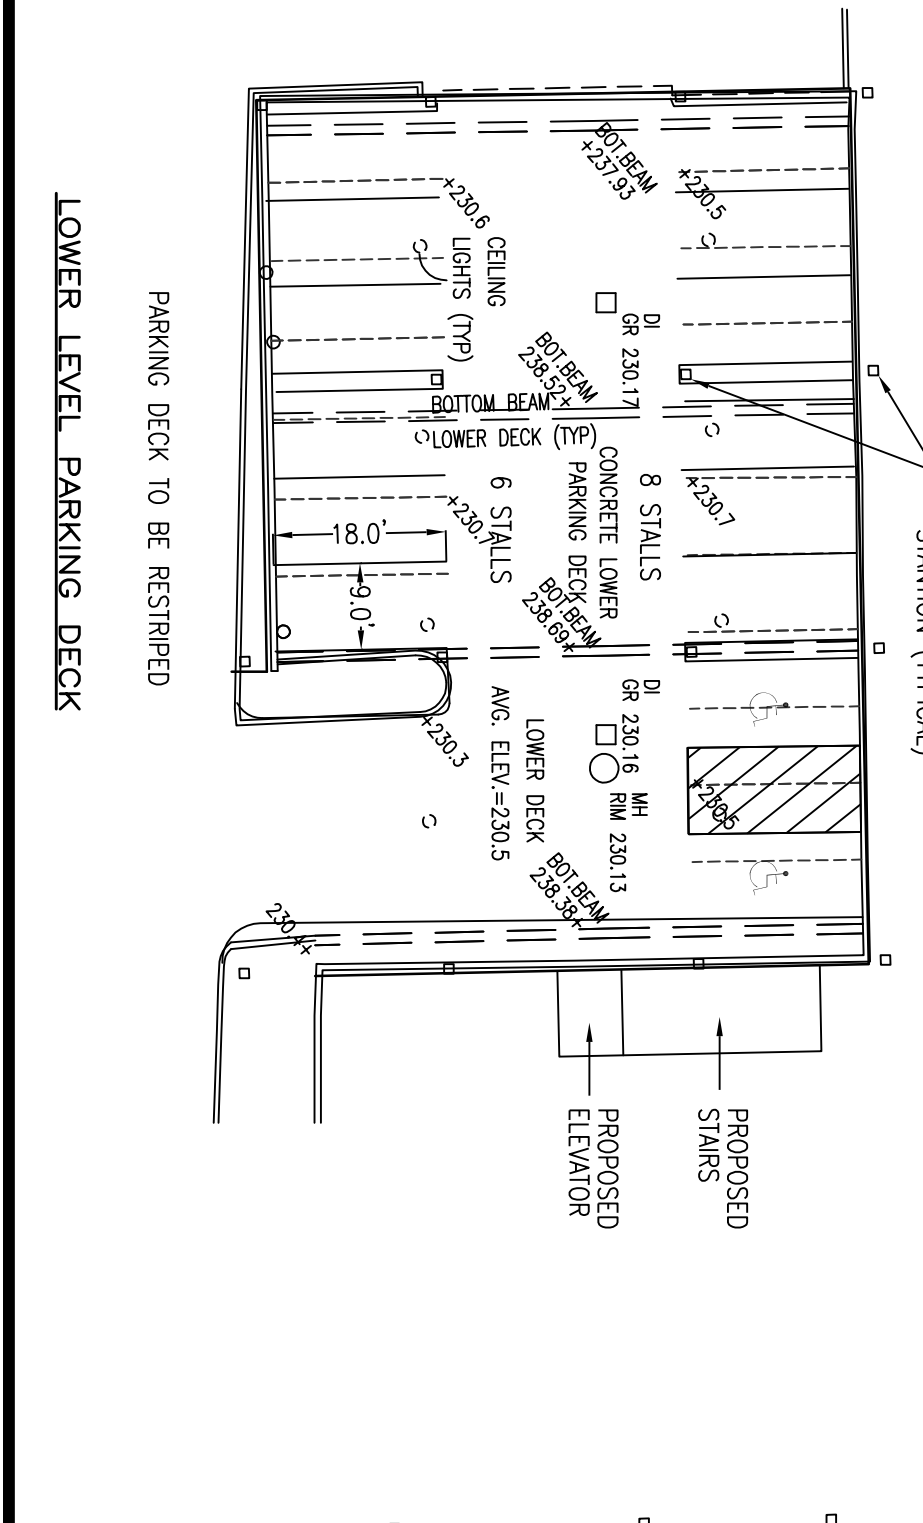 STANTION (TYPICAL)
BOT.BEAM
+237.93
+230.5
+230.6
CEILING
LIGHTS (TYP)
DI
GR 230.17
BOT.BEAM
238.52+
BOTTOM BEAM
LOWER DECK (TYP)
8 STALLS
CONCRETE LOWER
PARKING DECK
6 STALLS
+230.7
+230.7
18.0'
9.0'
BOT.BEAM
238.69+
DI
GR 230.16
MH
RIM 230.13
+230.5
LOWER DECK
AVG. ELEV.=230.5
+230.3
BOT.BEAM
238.38+
230.4+
PROPOSED
STAIRS
PROPOSED
ELEVATOR
PARKING DECK TO BE RESTRIPED
LOWER LEVEL PARKING DECK